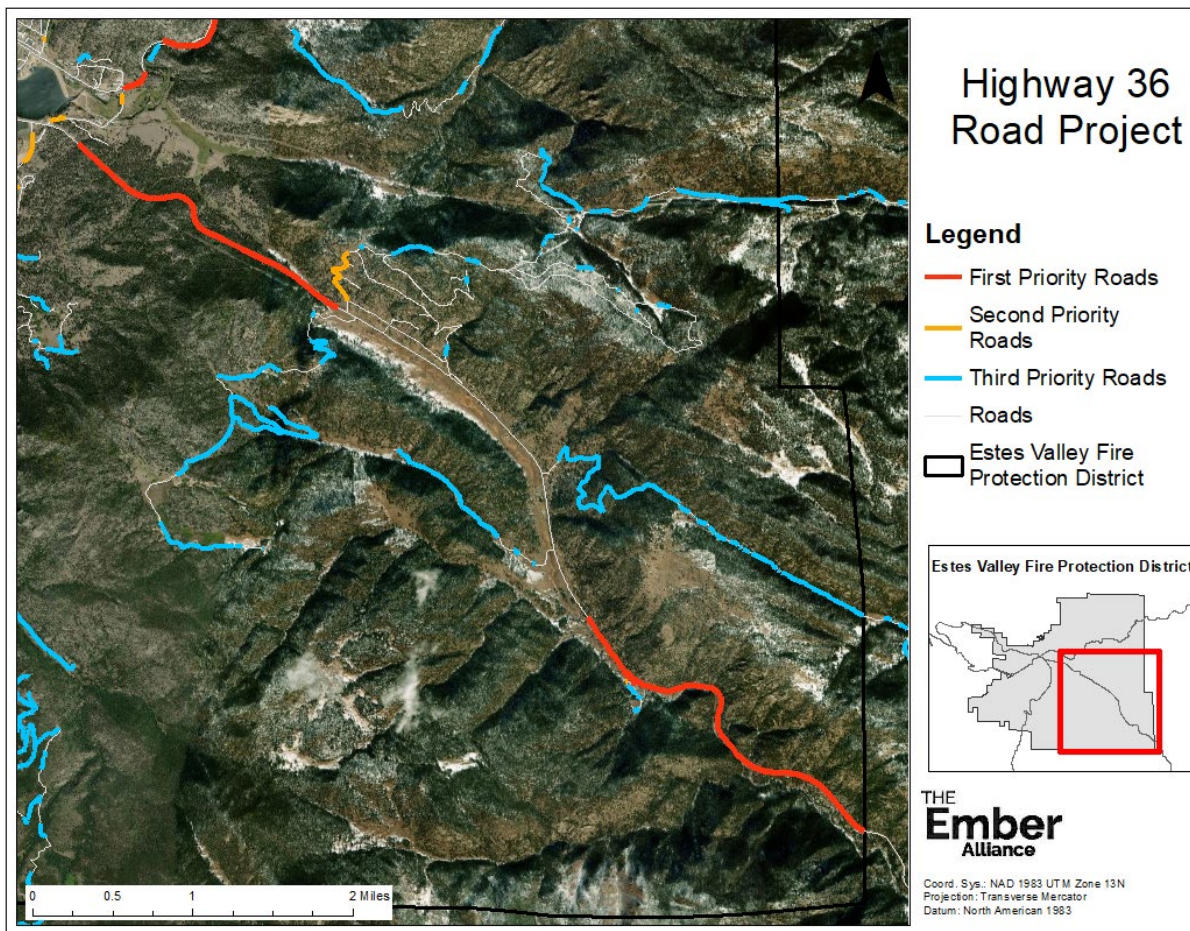 Highway 36
Road Project
Legend
First Priority Roads
Second Priority
Roads
Third Priority Roads
Roads
Estes Valley Fire
Protection District
Estes Valley Fire Protection District
THE
Ember
Alliance
Coord. Sys.: NAD 1983 UTM Zone 13N
Projection: Transverse Mercator
Datum: North American 1983
0 0.5 1 2 Miles